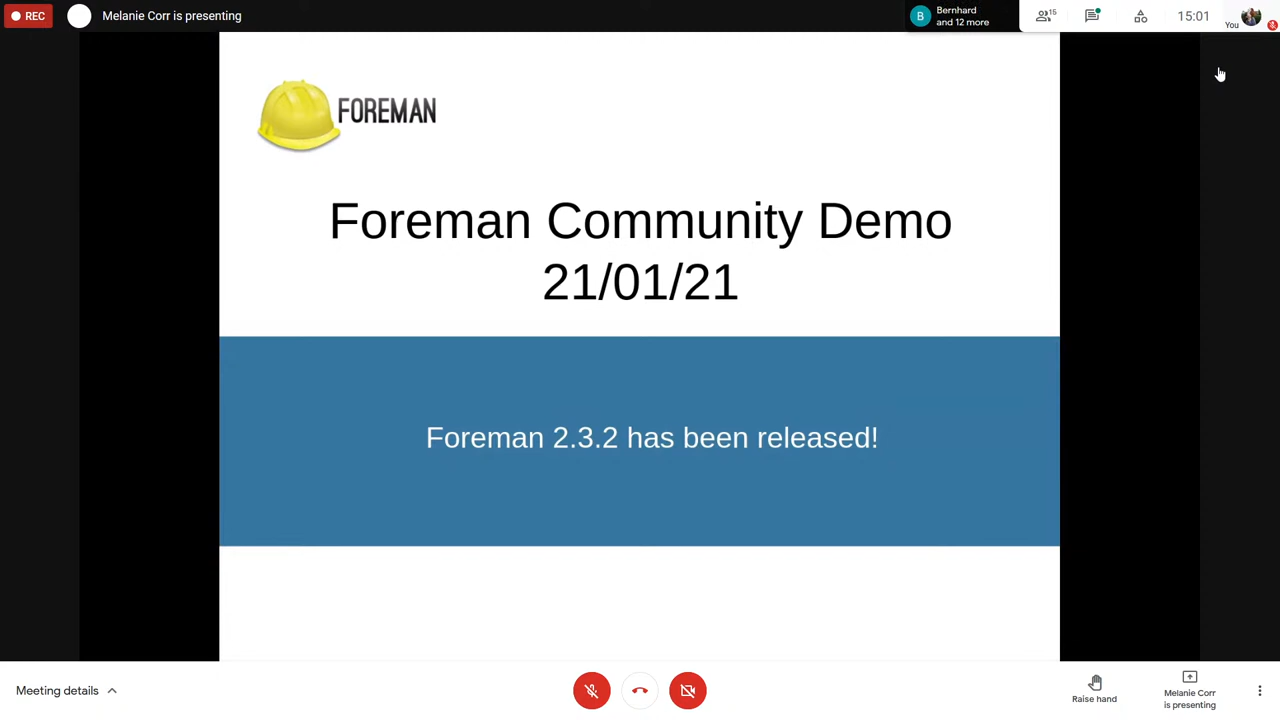 REC
Melanie Corr is presenting
B
Bernhard
and 12 more
15
15:01
You
FOREMAN
Foreman Community Demo
21/01/21
Foreman 2.3.2 has been released!
Meeting details
Raise hand
Melanie Corr
is presenting